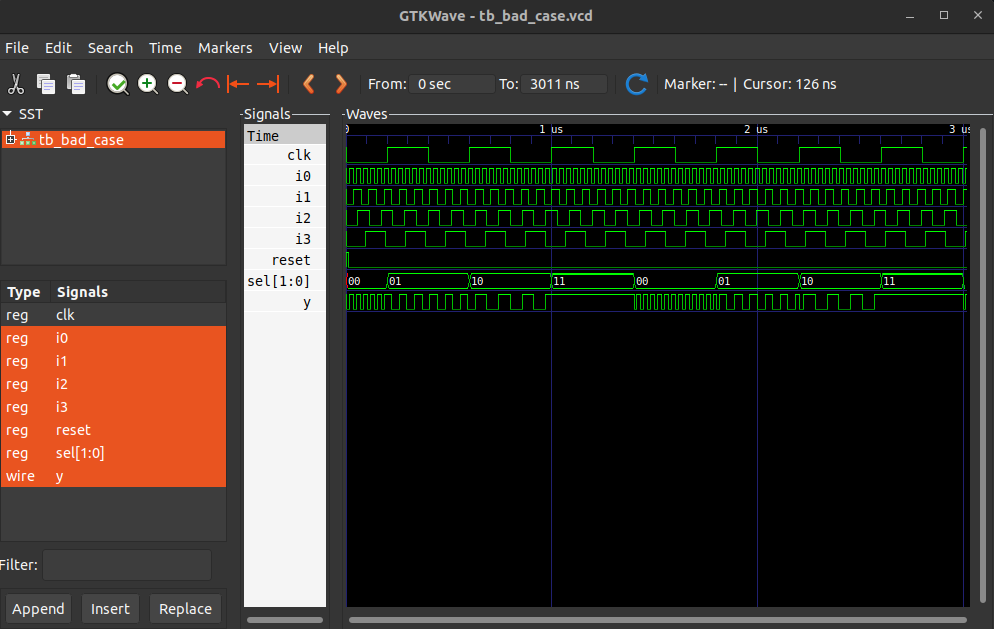 GTKWave - tb_bad_case.vcd
File Edit Search Time Markers View Help
From: 0 sec To: 3011 ns Marker: -- | Cursor: 126 ns
SST
tb_bad_case
Type Signals
reg clk
reg i0
reg i1
reg i2
reg i3
reg reset
reg sel[1:0]
wire y
Filter:
Append Insert Replace
Signals
Time
clk
i0
i1
i2
i3
reset
sel[1:0]
y
Waves
0 1 us 2 us 3 us
00 01 10 11 00 01 10 11